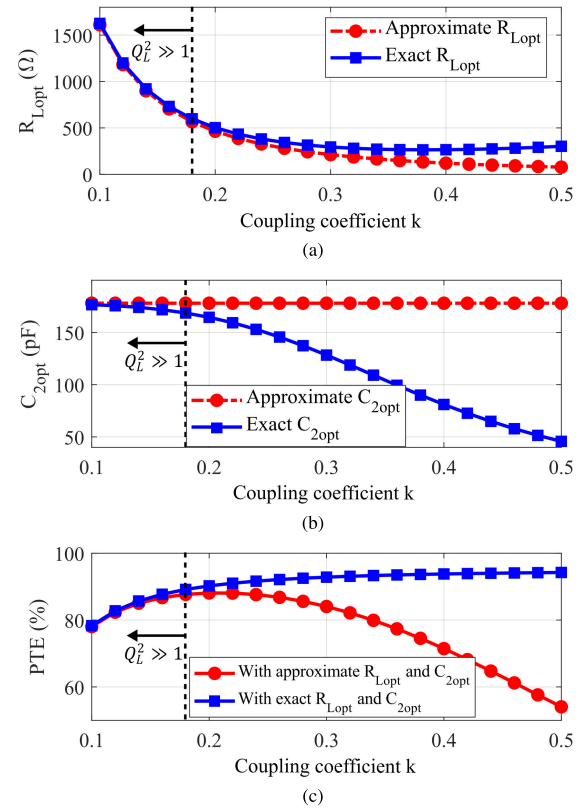 1500
1000
500
0
R_Lopt (Ω)
Q_L^2 ≫ 1
Approximate R_Lopt
Exact R_Lopt
0.1 0.2 0.3 0.4 0.5
Coupling coefficient k
(a)
150
100
50
C_2opt (pF)
Q_L^2 ≫ 1
Approximate C_2opt
Exact C_2opt
0.1 0.2 0.3 0.4 0.5
Coupling coefficient k
(b)
100
80
60
PTE (%)
Q_L^2 ≫ 1
With approximate R_Lopt and C_2opt
With exact R_Lopt and C_2opt
0.1 0.2 0.3 0.4 0.5
Coupling coefficient k
(c)